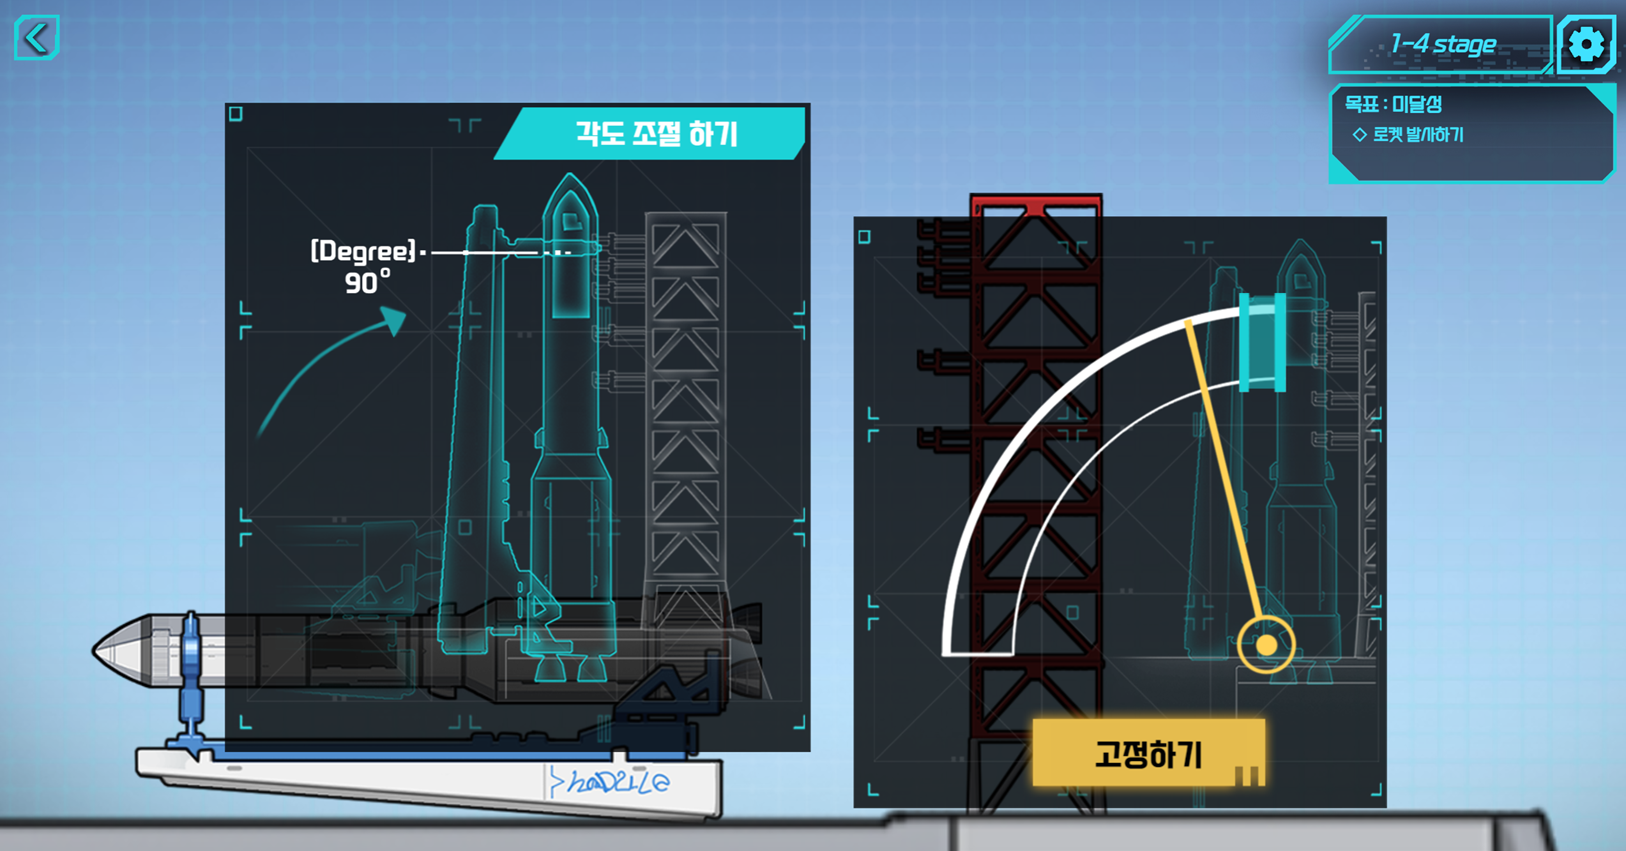 1-4 stage
목표 : 미달성
◇ 로켓 발사하기
각도 조절 하기
[Degree]
90°
고정하기